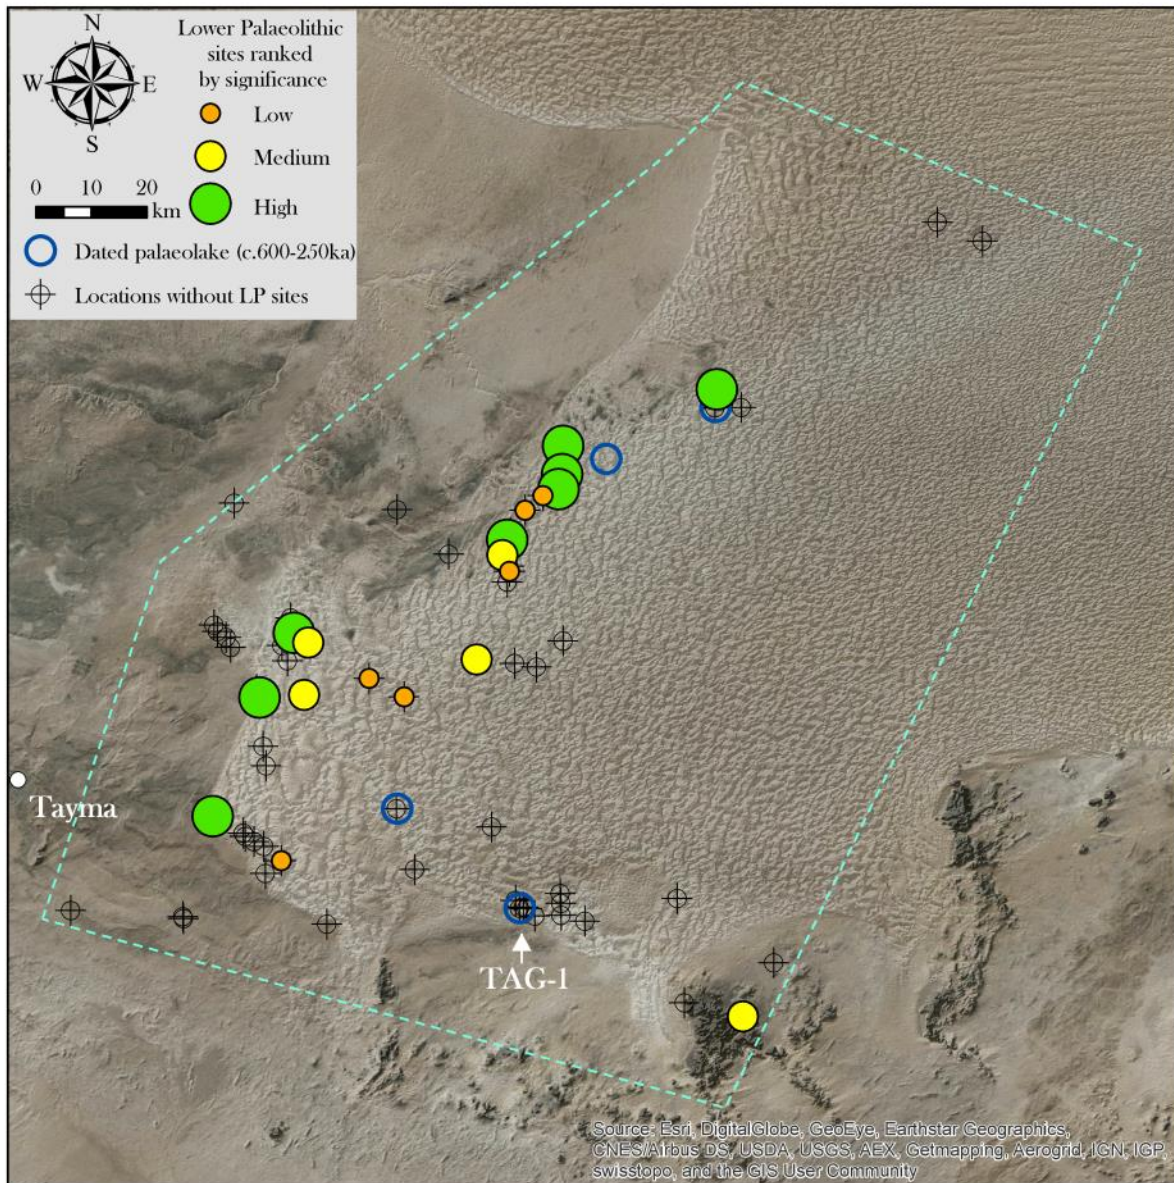 N
W E
S
Lower Palaeolithic
sites ranked
by significance
Low
Medium
High
0 10 20
km
Dated palaeolake (c.600-250ka)
Locations without LP sites
Tayma
TAG-1
Source: Esri, DigitalGlobe, GeoEye, Earthstar Geographics,
CNES/Airbus DS, USDA, USGS, AEX, Getmapping, Aerogrid, IGN, IGP,
swisstopo, and the GIS User Community